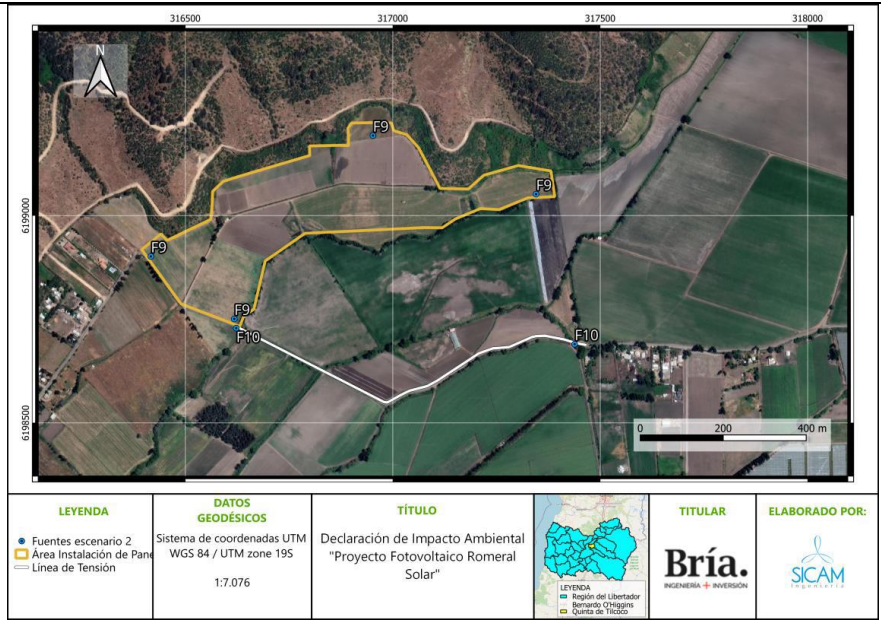 316500 317000 317500 318000
N
F9
F9
6199000
F9
F9
F10
F10
6198500
0 200 400 m
LEYENDA
Fuentes escenario 2
Área Instalación de Pane
Línea de Tensión
DATOS
GEODÉSICOS
Sistema de coordenadas UTM
WGS 84 / UTM zone 19S
1:7.076
TÍTULO
Declaración de Impacto Ambiental
"Proyecto Fotovoltaico Romeral
Solar"
LEYENDA
Región del Libertador
Bernardo O'Higgins
Quinta de Tilcoco
TITULAR
Bría.
INGENIERÍA + INVERSIÓN
ELABORADO POR:
SICAM
Ingeniería